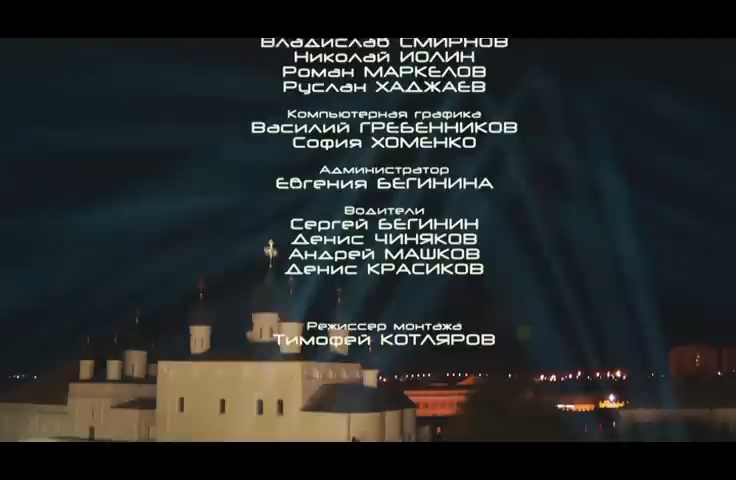 Владислав СМИРНОВ
Николай ИОЛИН
Роман МАРКЕЛОВ
Руслан ХАДЖАЕВ
Компьютерная графика
Василий ГРЕБЕННИКОВ
София ХОМЕНКО
Администратор
Евгения БЕГИНИНА
Водители
Сергей БЕГИНИН
Денис ЧИНЯКОВ
Андрей МАШКОВ
Денис КРАСИКОВ
Режиссер монтажа
Тимофей КОТЛЯРОВ